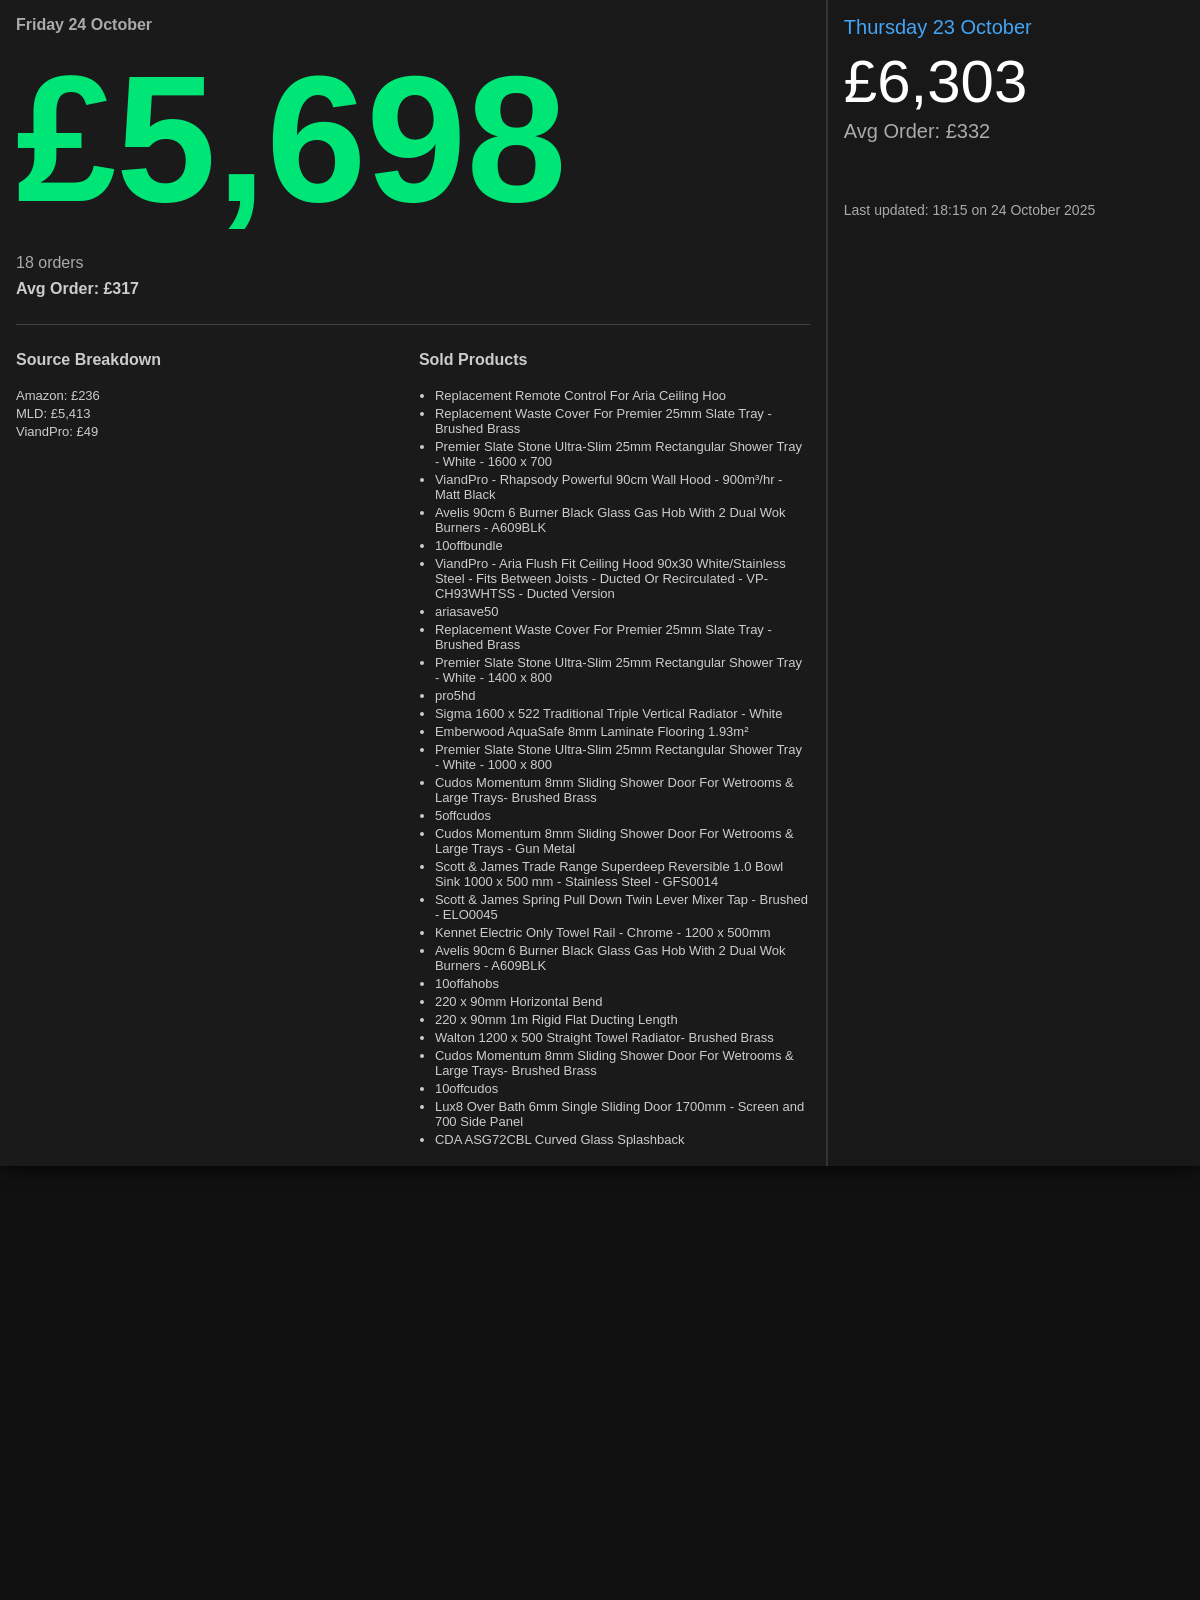 Friday 24 October
£5,698
18 orders
Avg Order: £317
Source Breakdown
Amazon: £236
MLD: £5,413
ViandPro: £49
Sold Products
• Replacement Remote Control For Aria Ceiling Hoo
• Replacement Waste Cover For Premier 25mm Slate Tray -
Brushed Brass
• Premier Slate Stone Ultra-Slim 25mm Rectangular Shower Tray
- White - 1600 x 700
• ViandPro - Rhapsody Powerful 90cm Wall Hood - 900m³/hr -
Matt Black
• Avelis 90cm 6 Burner Black Glass Gas Hob With 2 Dual Wok
Burners - A609BLK
• 10offbundle
• ViandPro - Aria Flush Fit Ceiling Hood 90x30 White/Stainless
Steel - Fits Between Joists - Ducted Or Recirculated - VP-
CH93WHTSS - Ducted Version
• ariasave50
• Replacement Waste Cover For Premier 25mm Slate Tray -
Brushed Brass
• Premier Slate Stone Ultra-Slim 25mm Rectangular Shower Tray
- White - 1400 x 800
• pro5hd
• Sigma 1600 x 522 Traditional Triple Vertical Radiator - White
• Emberwood AquaSafe 8mm Laminate Flooring 1.93m²
• Premier Slate Stone Ultra-Slim 25mm Rectangular Shower Tray
- White - 1000 x 800
• Cudos Momentum 8mm Sliding Shower Door For Wetrooms &
Large Trays- Brushed Brass
• 5offcudos
• Cudos Momentum 8mm Sliding Shower Door For Wetrooms &
Large Trays - Gun Metal
• Scott & James Trade Range Superdeep Reversible 1.0 Bowl
Sink 1000 x 500 mm - Stainless Steel - GFS0014
• Scott & James Spring Pull Down Twin Lever Mixer Tap - Brushed
- ELO0045
• Kennet Electric Only Towel Rail - Chrome - 1200 x 500mm
• Avelis 90cm 6 Burner Black Glass Gas Hob With 2 Dual Wok
Burners - A609BLK
• 10offahobs
• 220 x 90mm Horizontal Bend
• 220 x 90mm 1m Rigid Flat Ducting Length
• Walton 1200 x 500 Straight Towel Radiator- Brushed Brass
• Cudos Momentum 8mm Sliding Shower Door For Wetrooms &
Large Trays- Brushed Brass
• 10offcudos
• Lux8 Over Bath 6mm Single Sliding Door 1700mm - Screen and
700 Side Panel
• CDA ASG72CBL Curved Glass Splashback
Thursday 23 October
£6,303
Avg Order: £332
Last updated: 18:15 on 24 October 2025